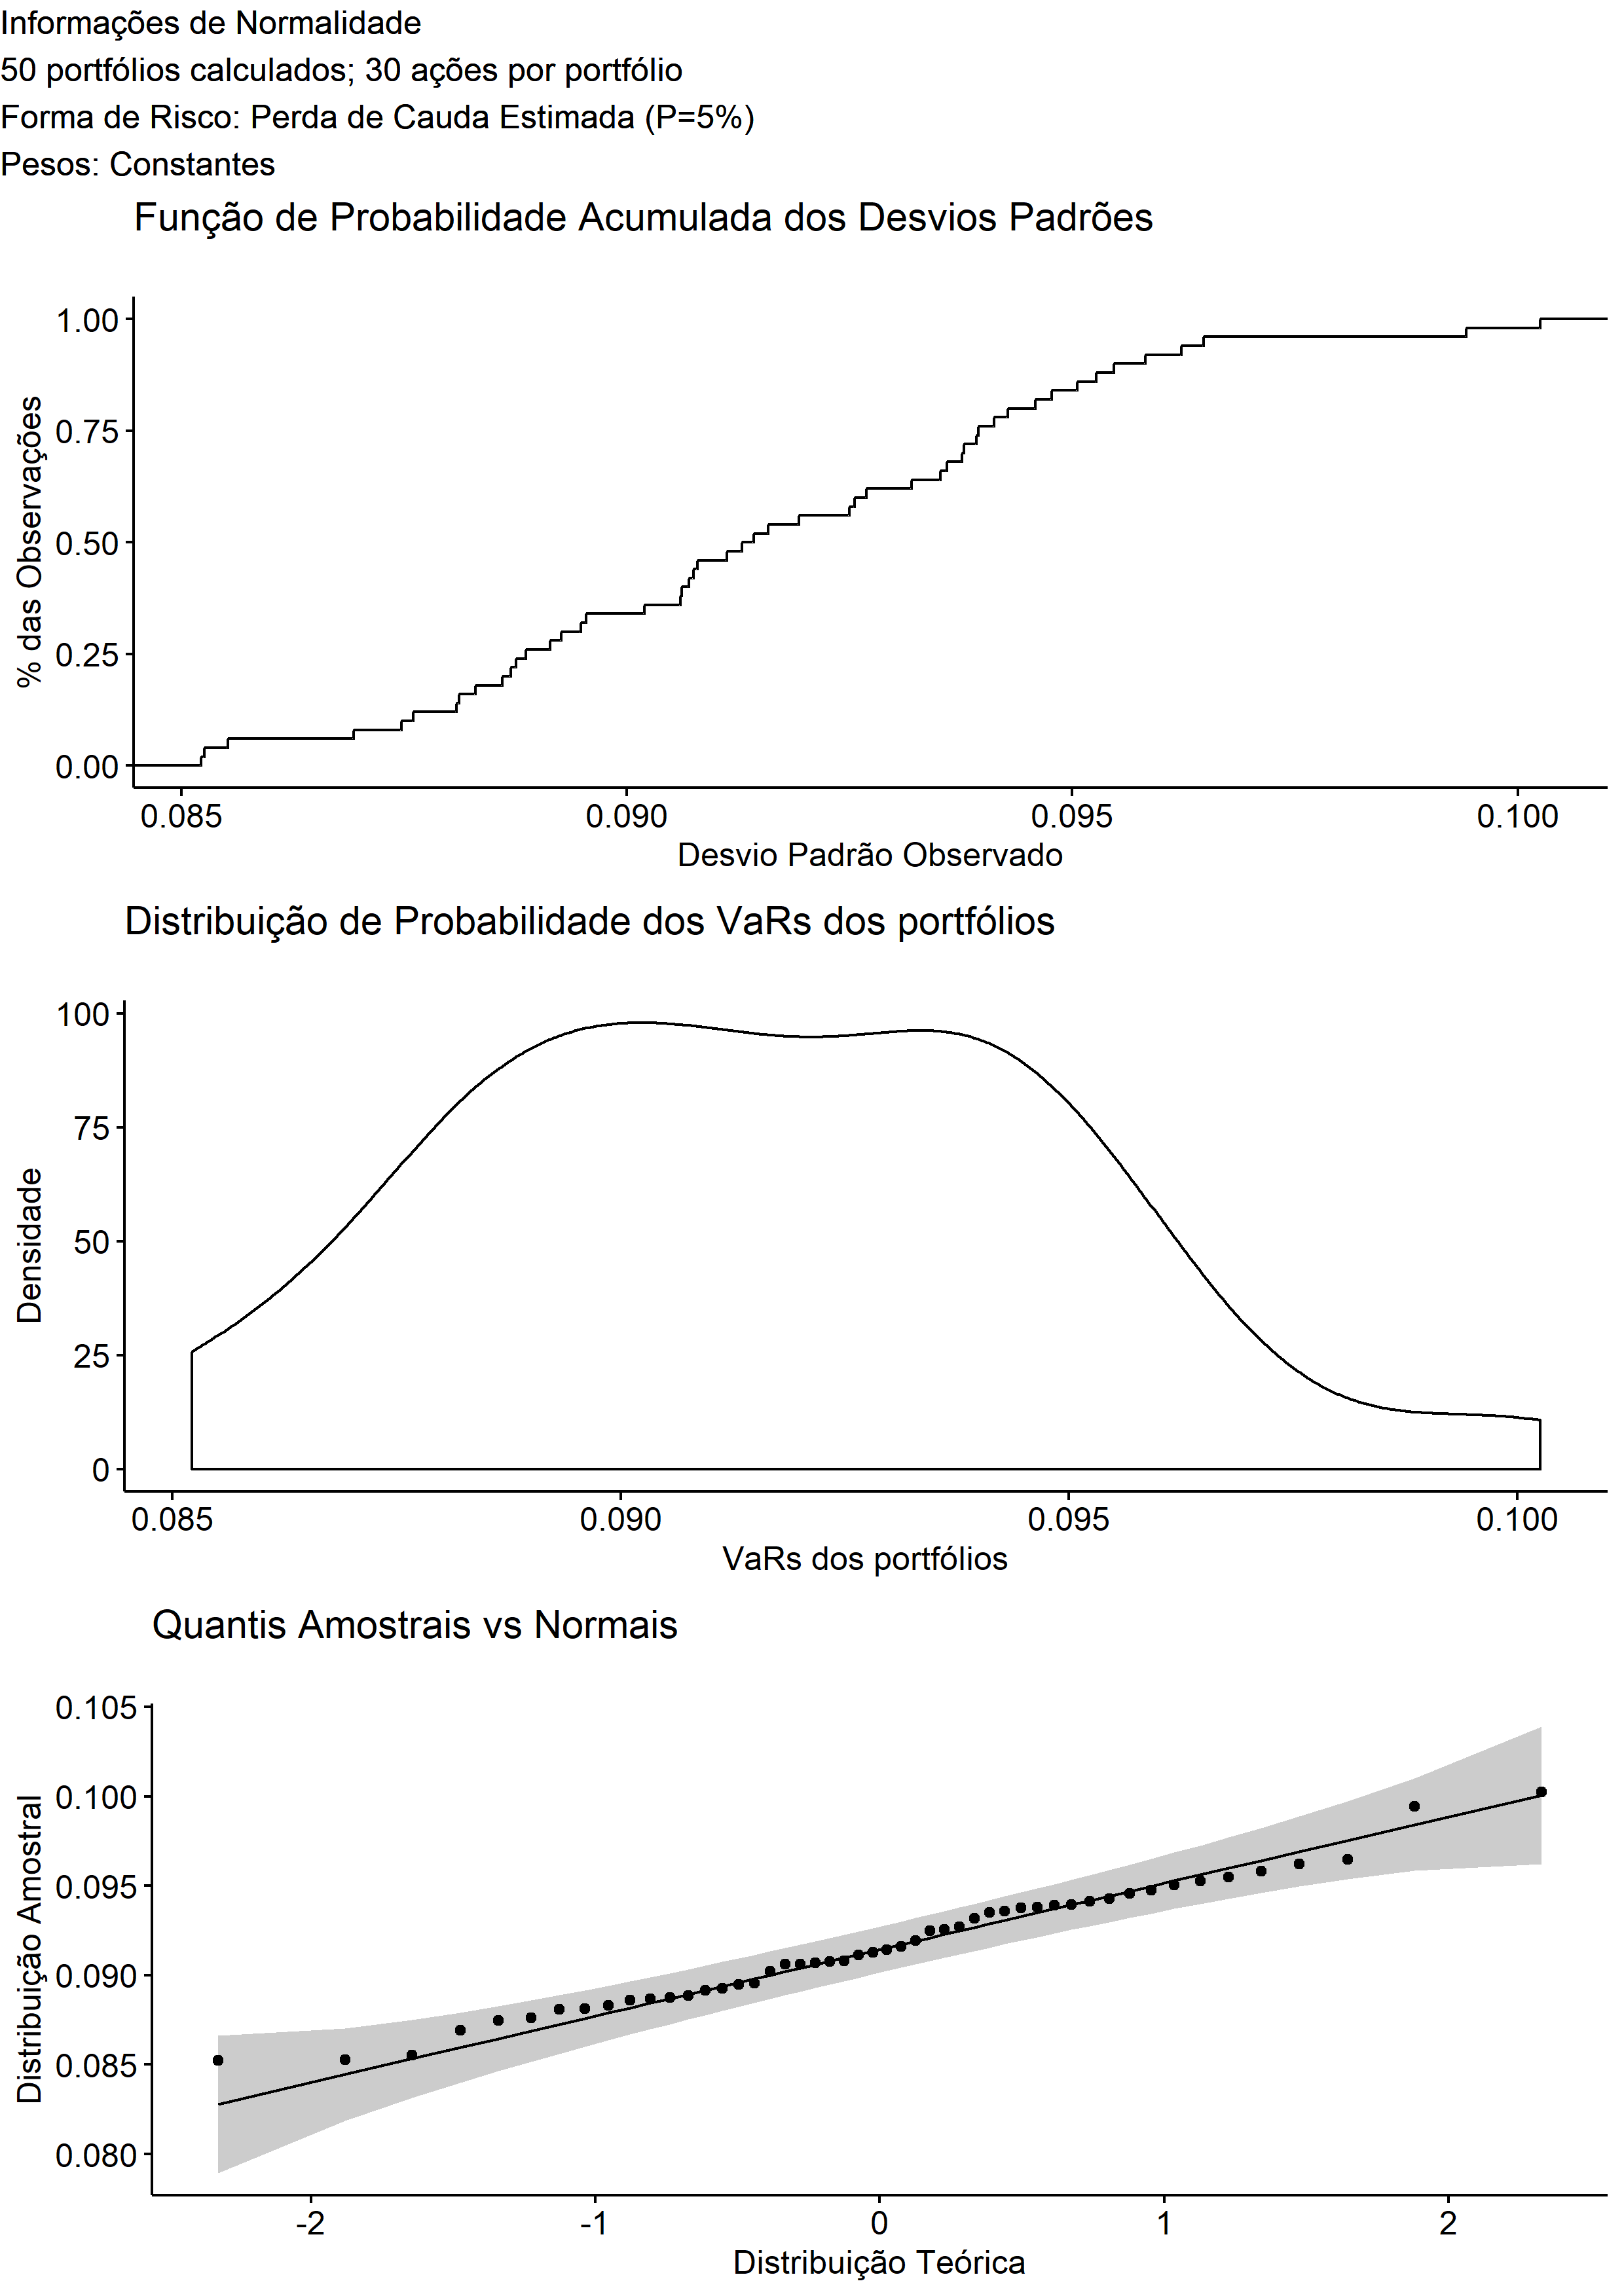 Informações de Normalidade
50 portfólios calculados; 30 ações por portfólio
Forma de Risco: Perda de Cauda Estimada (P=5%)
Pesos: Constantes
Função de Probabilidade Acumulada dos Desvios Padrões
1.00
0.75
0.50
0.25
0.00
% das Observações
0.085 0.090 0.095 0.100
Desvio Padrão Observado
Distribuição de Probabilidade dos VaRs dos portfólios
100
75
50
25
0
Densidade
0.085 0.090 0.095 0.100
VaRs dos portfólios
Quantis Amostrais vs Normais
0.105
0.100
0.095
0.090
0.085
0.080
Distribuição Amostral
-2 -1 0 1 2
Distribuição Teórica